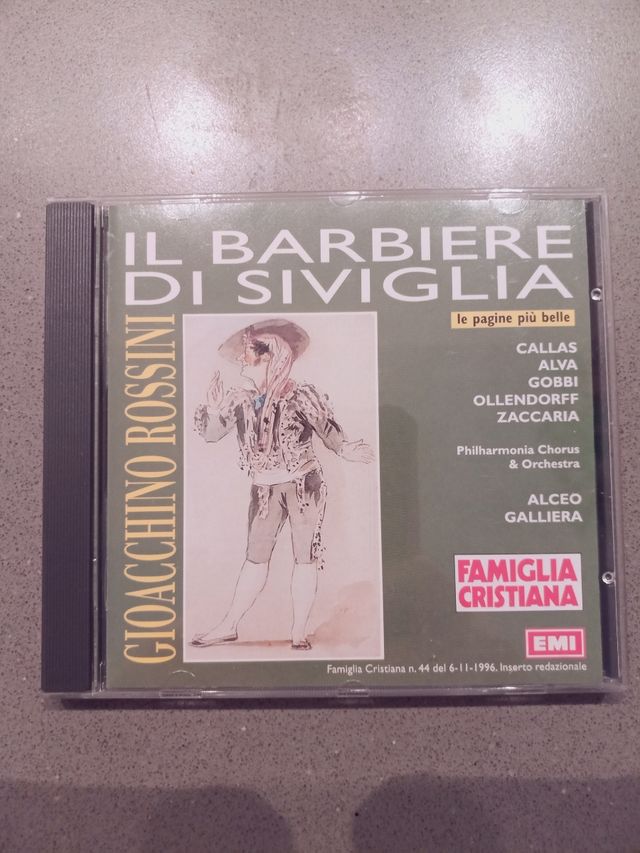 IL BARBIERE
DI SIVIGLIA
le pagine più belle
GIOACCHINO ROSSINI
CALLAS
ALVA
GOBBI
OLLENDORFF
ZACCARIA
Philharmonia Chorus
& Orchestra
ALCEO
GALLIERA
FAMIGLIA
CRISTIANA
EMI
Famiglia Cristiana n. 44 del 6-11-1996. Inserto redazionale